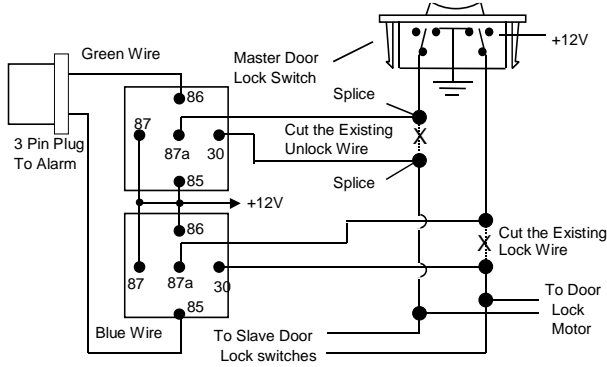 Green Wire
Master Door
Lock Switch
+12V
Splice
86
87
87a
30
3 Pin Plug
To Alarm
Cut the Existing
Unlock Wire
85
Splice
+12V
86
Cut the Existing
Lock Wire
87
87a
30
85
Blue Wire
To Door
Lock
Motor
To Slave Door
Lock switches
X
X